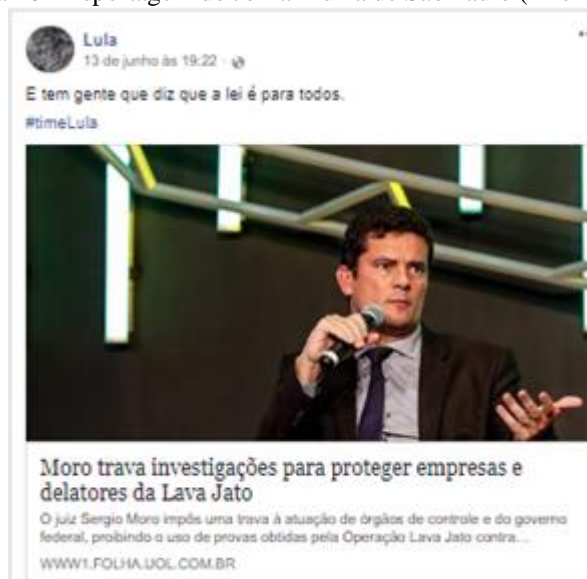 Lula
13 de junho às 19:22
E tem gente que diz que a lei é para todos.
#timeLula
Moro trava investigações para proteger empresas e
delatores da Lava Jato
O juiz Sergio Moro impôs uma trava à atuação de órgãos de controle e do governo
federal, proibindo o uso de provas obtidas pela Operação Lava Jato contra...
WWW1.FOLHA.UOL.COM.BR